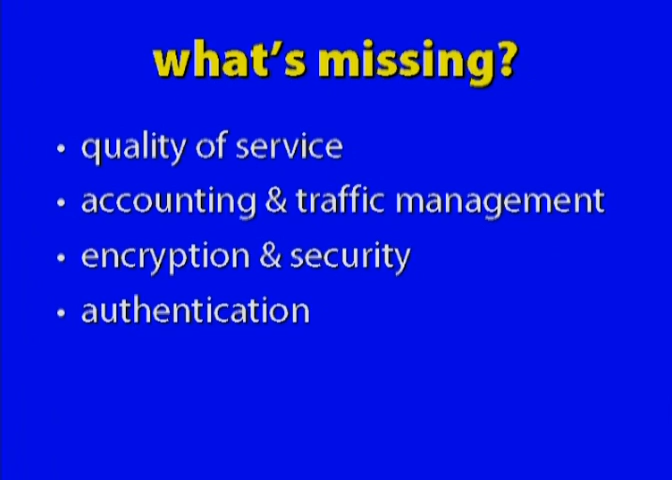 what's missing?
• quality of service
• accounting & traffic management
• encryption & security
• authentication